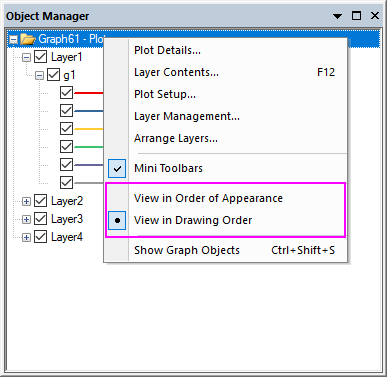 Object Manager
Graph61 - Plot
Plot Details...
Layer1
Layer Contents... F12
g1
Plot Setup...
Layer Management...
Arrange Layers...
Mini Toolbars
Layer2
View in Order of Appearance
Layer3
View in Drawing Order
Layer4
Show Graph Objects Ctrl+Shift+S